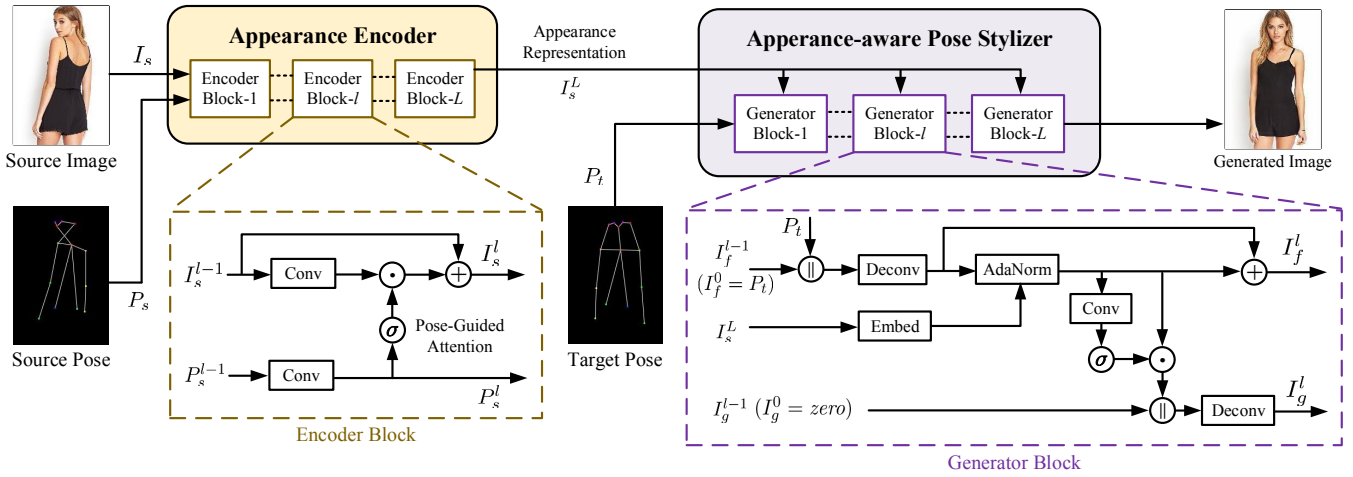 Appearance Encoder
I_s
Encoder
Block-1
Encoder
Block-l
Encoder
Block-L
Source Image
P_s
Source Pose
Appearance
Representation
I_s^L
Apperance-aware Pose Stylizer
Generator
Block-1
Generator
Block-l
Generator
Block-L
Generated Image
P_t
Target Pose
I_s^{l-1}
Conv
⊙
+
I_s^l
σ
Pose-Guided
Attention
P_s^{l-1}
Conv
P_s^l
Encoder Block
P_t
I_f^{l-1}
(I_f^0 = P_t)
||
Deconv
AdaNorm
+
I_f^l
I_s^L
Embed
Conv
σ
⊙
I_g^{l-1} (I_g^0 = zero)
||
Deconv
I_g^l
Generator Block